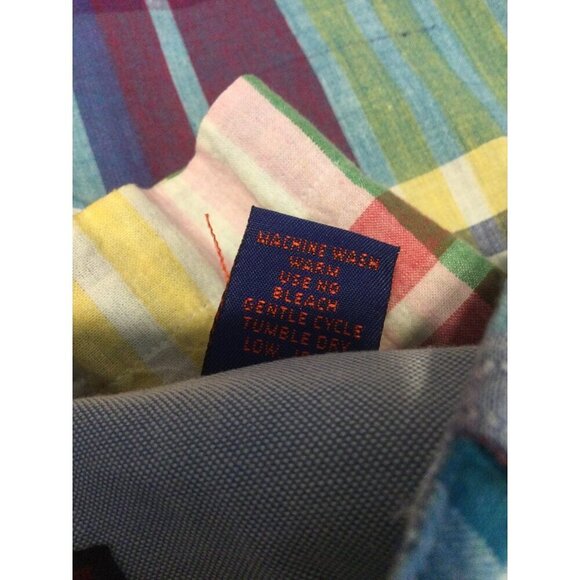 MACHINE WASH
WARM
USE NO
BLEACH
GENTLE CYCLE
TUMBLE DRY
LOW